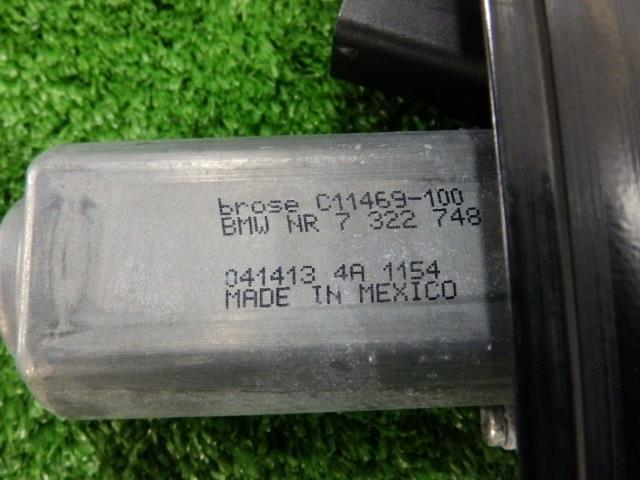 brose C11469-100
BMW NR 7 322 748
041413 4A 1154
MADE IN MEXICO